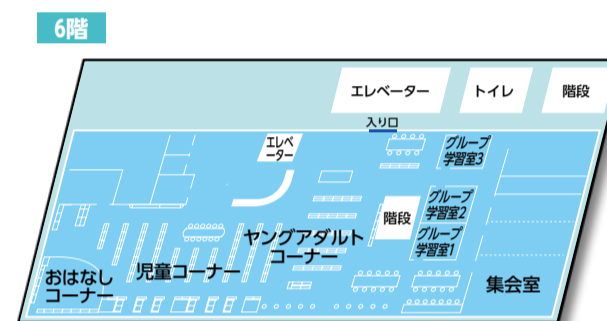 6階
エレベーター
トイレ
階段
入り口
エレベ
ーター
グループ
学習室3
グループ
学習室2
階段
グループ
学習室1
ヤングアダルト
コーナー
児童コーナー
おはなし
コーナー
集会室